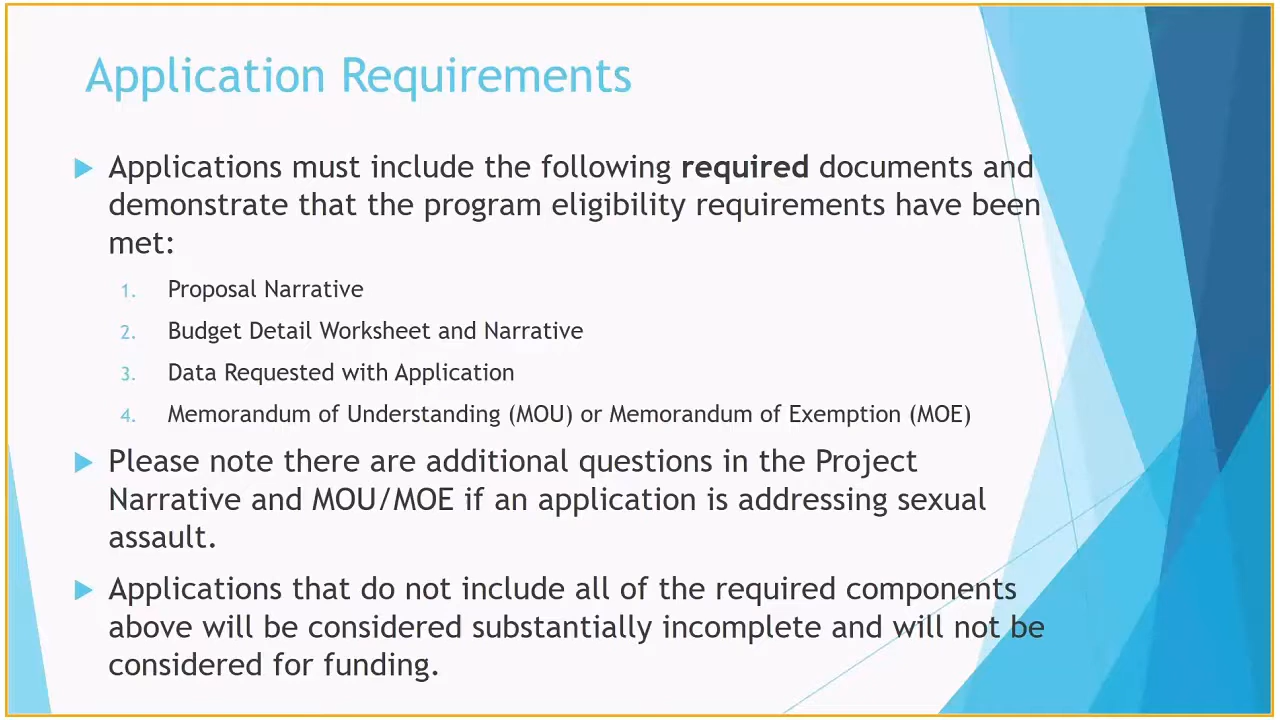 Application Requirements
Applications must include the following required documents and
demonstrate that the program eligibility requirements have been
met:
1. Proposal Narrative
2. Budget Detail Worksheet and Narrative
3. Data Requested with Application
4. Memorandum of Understanding (MOU) or Memorandum of Exemption (MOE)
Please note there are additional questions in the Project
Narrative and MOU/MOE if an application is addressing sexual
assault.
Applications that do not include all of the required components
above will be considered substantially incomplete and will not be
considered for funding.